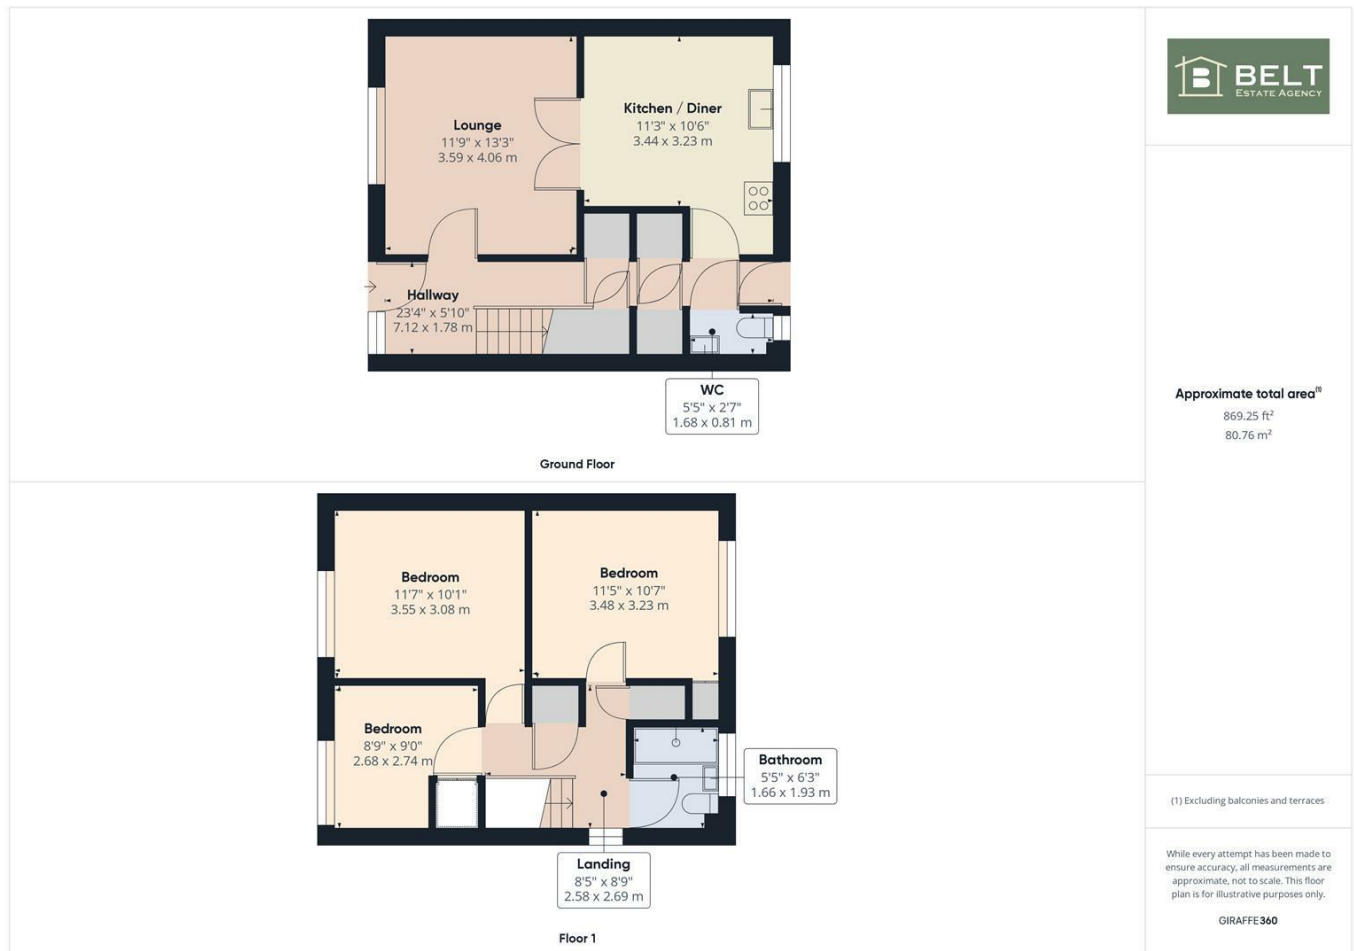 Lounge
11'9" x 13'3"
3.59 x 4.06 m
Kitchen / Diner
11'3" x 10'6"
3.44 x 3.23 m
Hallway
23'4" x 5'10"
7.12 x 1.78 m
WC
5'5" x 2'7"
1.68 x 0.81 m
Ground Floor
Bedroom
11'7" x 10'1"
3.55 x 3.08 m
Bedroom
11'5" x 10'7"
3.48 x 3.23 m
Bedroom
8'9" x 9'0"
2.68 x 2.74 m
Bathroom
5'5" x 6'3"
1.66 x 1.93 m
Landing
8'5" x 8'9"
2.58 x 2.69 m
Floor 1
B BELT
ESTATE AGENCY
Approximate total area(1)
869.25 ft²
80.76 m²
(1) Excluding balconies and terraces
While every attempt has been made to
ensure accuracy, all measurements are
approximate, not to scale. This floor
plan is for illustrative purposes only.
GIRAFFE360